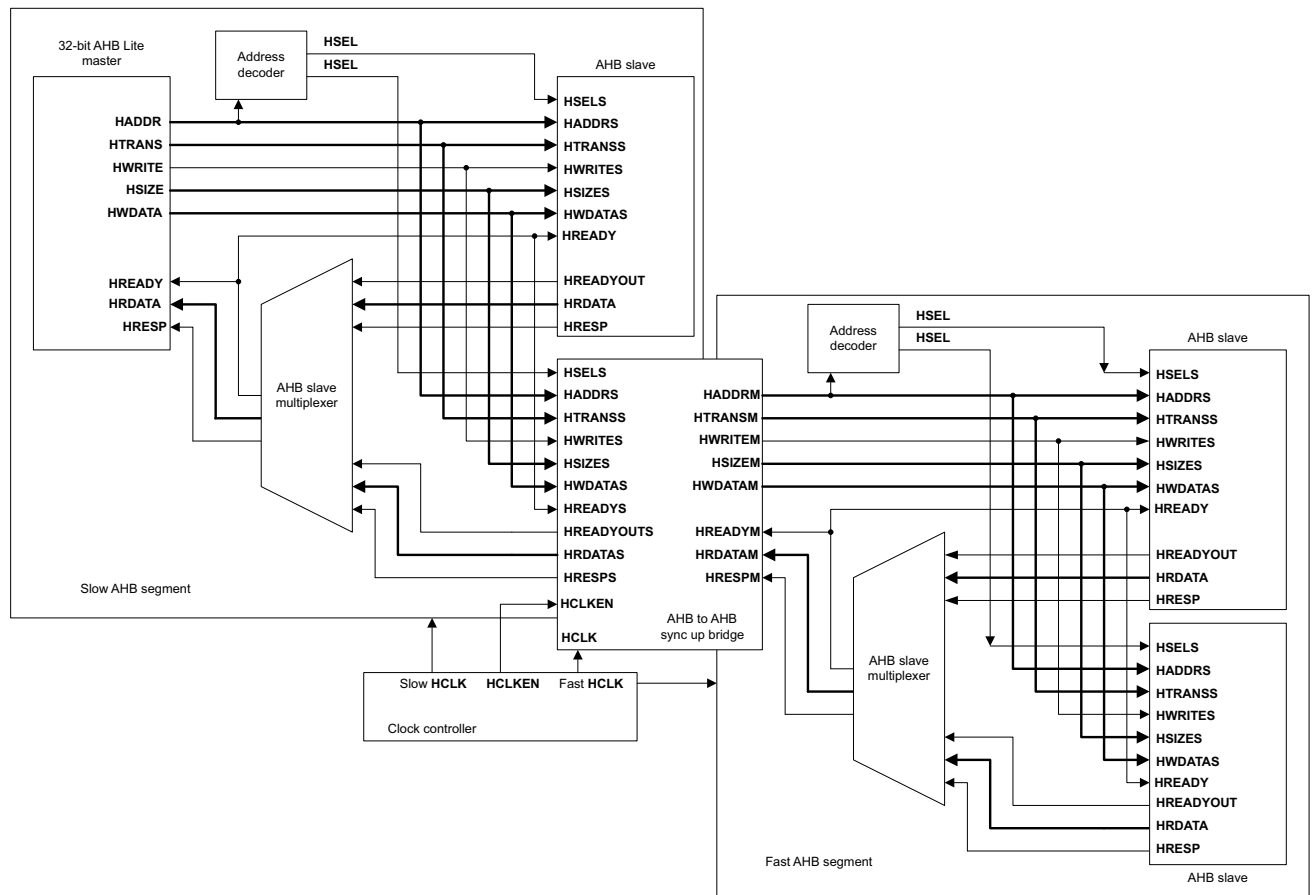 32-bit AHB Lite
master
HADDR
HTRANS
HWRITE
HSIZE
HWDATA
HREADY
HRDATA
HRESP
Address
decoder
HSEL
HSEL
AHB slave
HSELS
HADDRS
HTRANSS
HWRITES
HSIZES
HWDATAS
HREADY
HREADYOUT
HRDATA
HRESP
AHB slave
multiplexer
HSELS
HADDRS
HTRANSS
HWRITES
HSIZES
HWDATAS
HREADYS
HREADYOUTS
HRDATAS
HRESPS
HCLKEN
HCLK
HADDRM
HTRANSM
HWRITEM
HSIZEM
HWDATAM
HREADYM
HRDATAM
HRESPM
AHB to AHB
sync up bridge
Slow AHB segment
Slow HCLK
HCLKEN
Fast HCLK
Clock controller
Address
decoder
HSEL
HSEL
AHB slave
HSELS
HADDRS
HTRANSS
HWRITES
HSIZES
HWDATAS
HREADY
HREADYOUT
HRDATA
HRESP
AHB slave
multiplexer
HSELS
HADDRS
HTRANSS
HWRITES
HSIZES
HWDATAS
HREADY
HREADYOUT
HRDATA
HRESP
AHB slave
Fast AHB segment